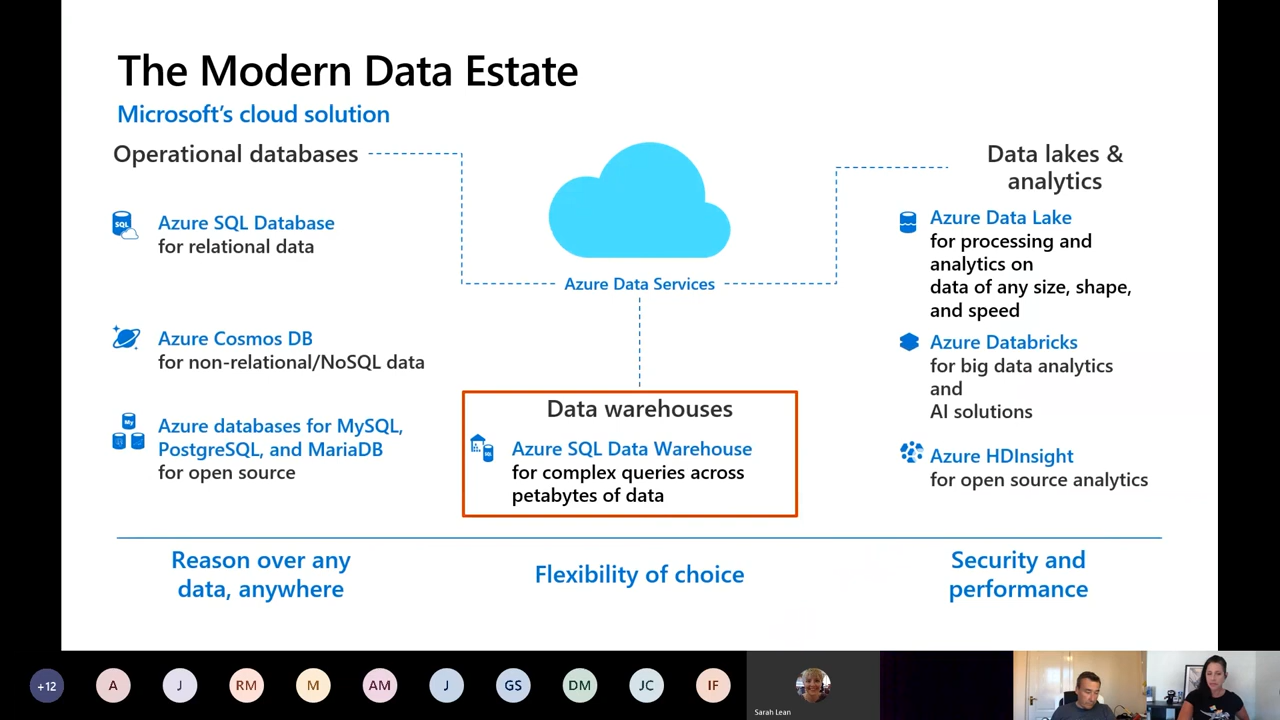 The Modern Data Estate
Microsoft's cloud solution
Operational databases
Azure SQL Database
for relational data
Azure Cosmos DB
for non-relational/NoSQL data
Azure databases for MySQL,
PostgreSQL, and MariaDB
for open source
Azure Data Services
Data warehouses
Azure SQL Data Warehouse
for complex queries across
petabytes of data
Data lakes &
analytics
Azure Data Lake
for processing and
analytics on
data of any size, shape,
and speed
Azure Databricks
for big data analytics
and
AI solutions
Azure HDInsight
for open source analytics
Reason over any
data, anywhere
Flexibility of choice
Security and
performance
+12
A
J
RM
M
AM
J
GS
DM
JC
IF
Sarah Lean